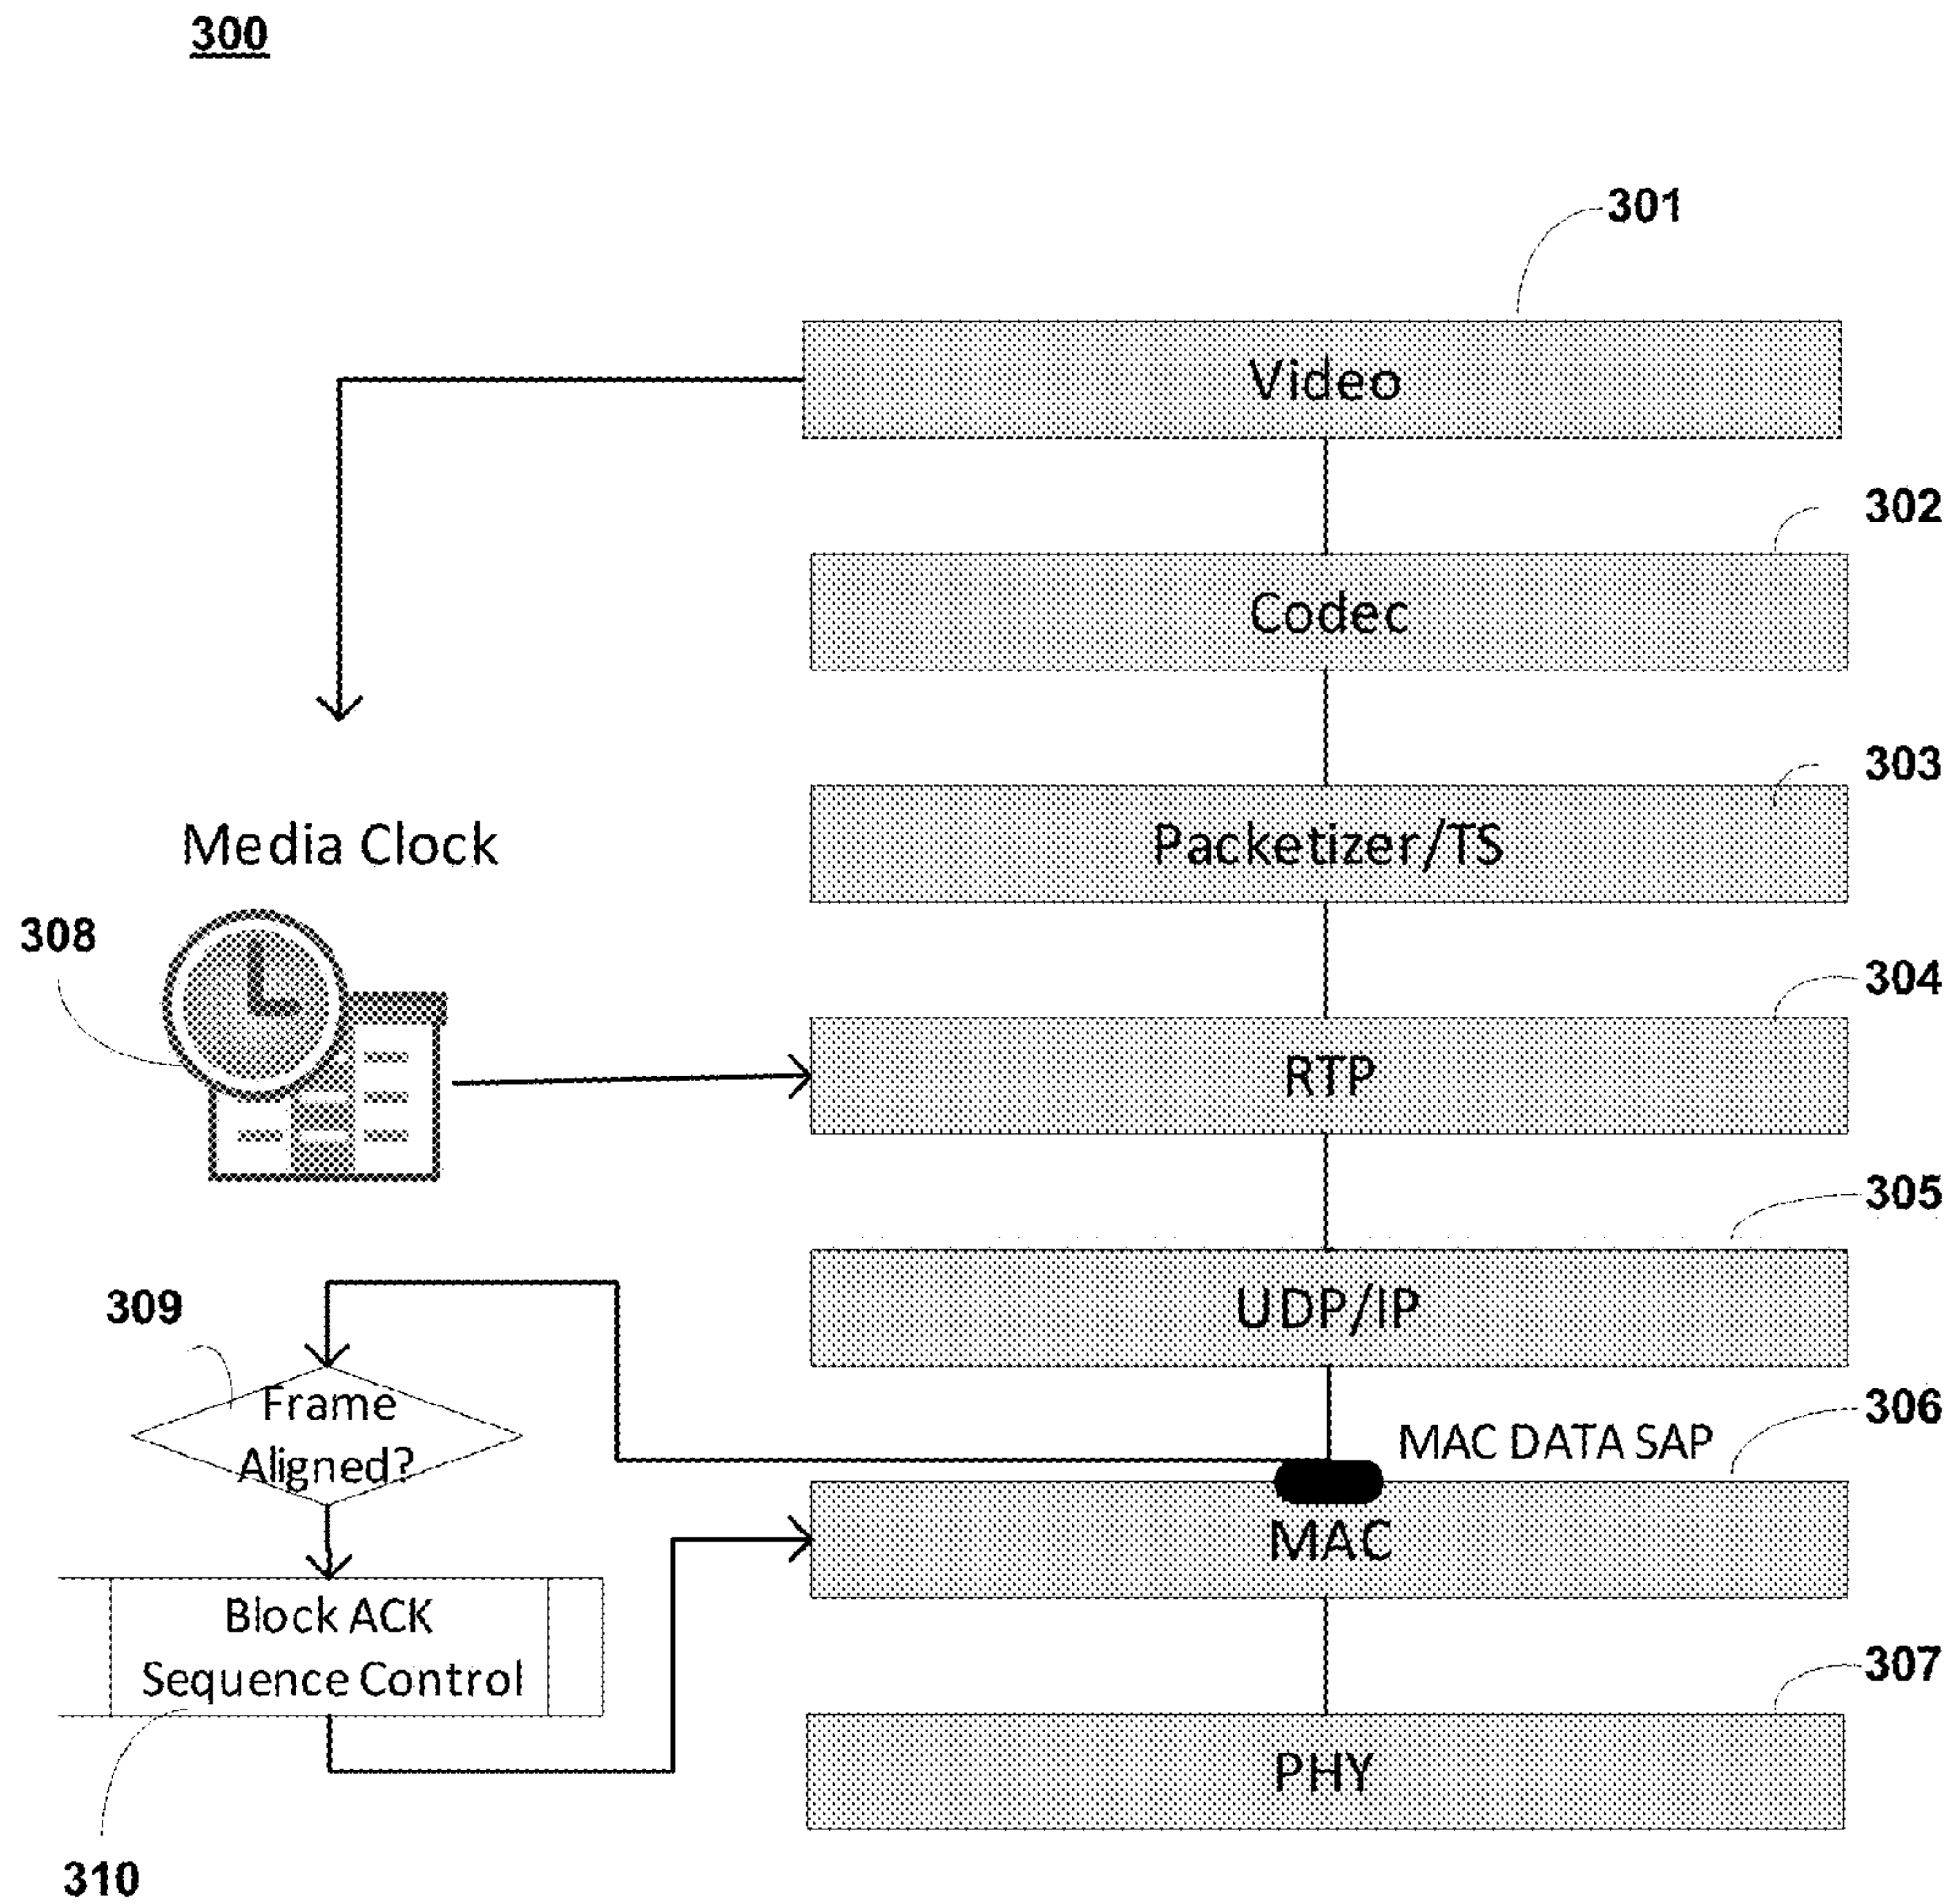 300
301
Video
302
Codec
303
Packetizer/TS
Media Clock
308
304
RTP
305
UDP/IP
309
Frame
Aligned?
306
MAC DATA SAP
MAC
Block ACK
Sequence Control
307
PHY
310